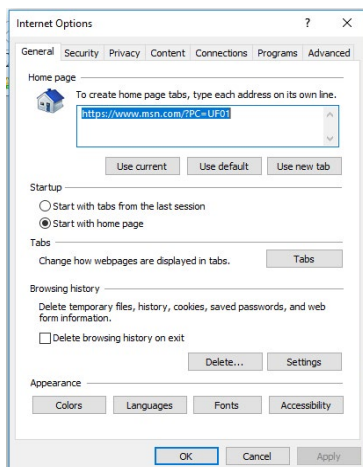 Internet Options
General Security Privacy Content Connections Programs Advanced
Home page
To create home page tabs, type each address on its own line.
https://www.msn.com/?PC=UF01
Use current Use default Use new tab
Startup
Start with tabs from the last session
Start with home page
Tabs
Change how webpages are displayed in tabs. Tabs
Browsing history
Delete temporary files, history, cookies, saved passwords, and web
form information.
Delete browsing history on exit
Delete... Settings
Appearance
Colors Languages Fonts Accessibility
OK Cancel Apply